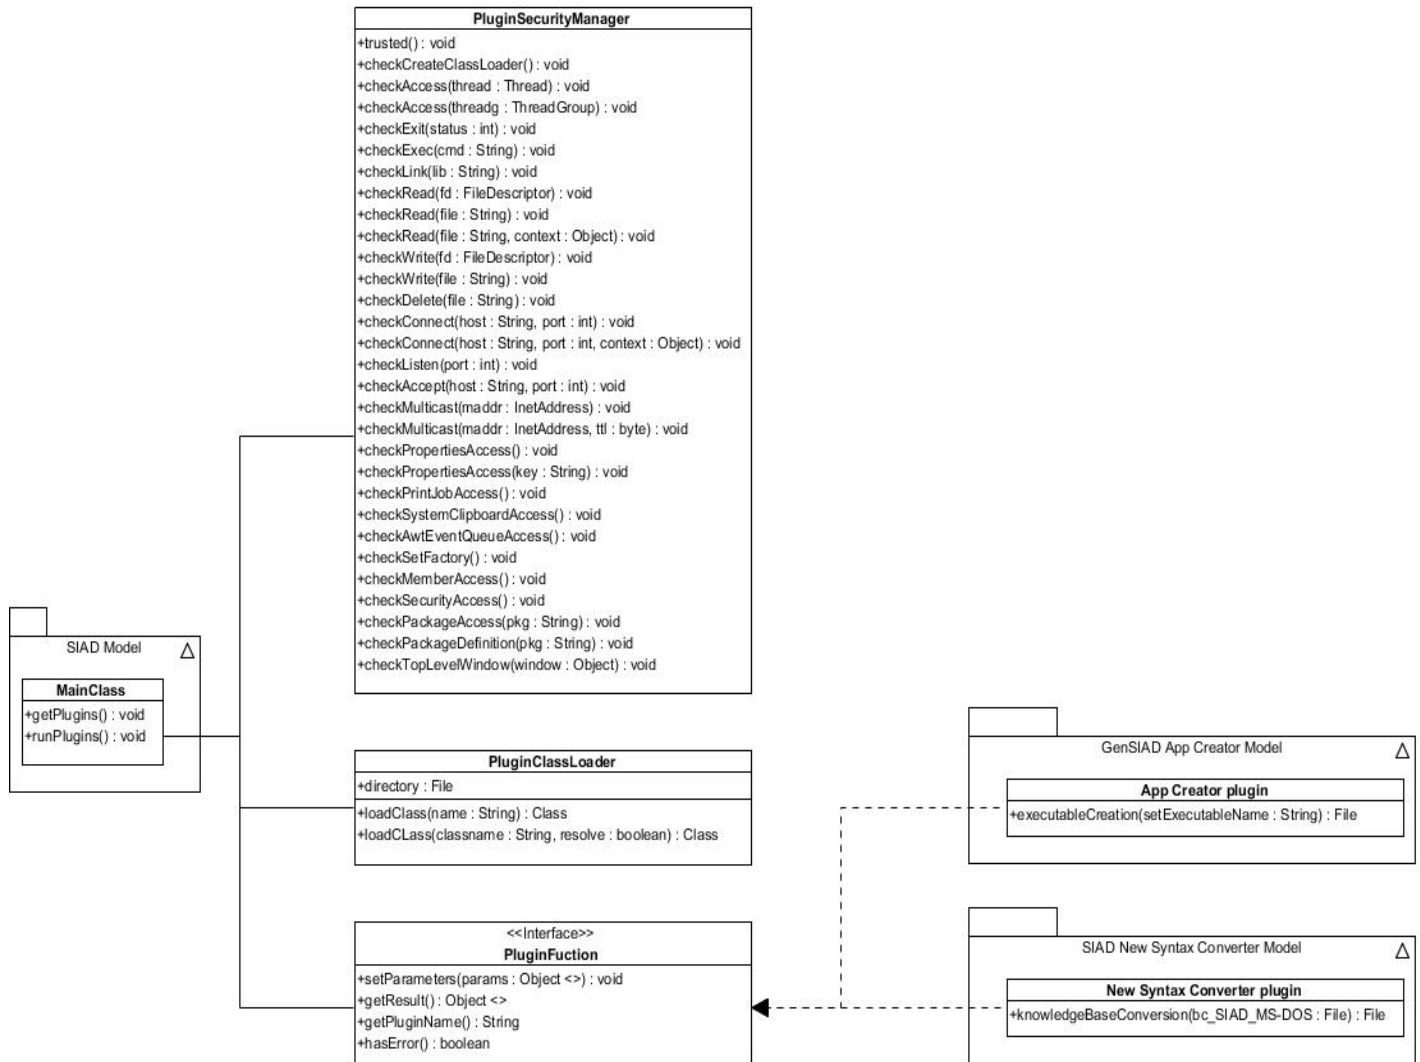 PluginSecurityManager
+trusted() : void
+checkCreateClassLoader() : void
+checkAccess(thread : Thread) : void
+checkAccess(threadg : ThreadGroup) : void
+checkExit(status : int) : void
+checkExec(cmd : String) : void
+checkLink(lib : String) : void
+checkRead(fd : FileDescriptor) : void
+checkRead(file : String) : void
+checkRead(file : String, context : Object) : void
+checkWrite(fd : FileDescriptor) : void
+checkWrite(file : String) : void
+checkDelete(file : String) : void
+checkConnect(host : String, port : int) : void
+checkConnect(host : String, port : int, context : Object) : void
+checkListen(port : int) : void
+checkAccept(host : String, port : int) : void
+checkMulticast(maddr : InetAddress) : void
+checkMulticast(maddr : InetAddress, ttl : byte) : void
+checkPropertiesAccess() : void
+checkPropertiesAccess(key : String) : void
+checkPrintJobAccess() : void
+checkSystemClipboardAccess() : void
+checkAwtEventQueueAccess() : void
+checkSetFactory() : void
+checkMemberAccess() : void
+checkSecurityAccess() : void
+checkPackageAccess(pkg : String) : void
+checkPackageDefinition(pkg : String) : void
+checkTopLevelWindow(window : Object) : void
SIAD Model
MainClass
+getPlugins() : void
+runPlugins() : void
PluginClassLoader
+directory : File
+loadClass(name : String) : Class
+loadCLass(classname : String, resolve : boolean) : Class
<<Interface>>
PluginFuction
+setParameters(params : Object <>) : void
+getResult() : Object <>
+getPluginName() : String
+hasError() : boolean
GenSIAD App Creator Model
App Creator plugin
+executableCreation(setExecutableName : String) : File
SIAD New Syntax Converter Model
New Syntax Converter plugin
+knowledgeBaseConversion(bc_SIAD_MS-DOS : File) : File